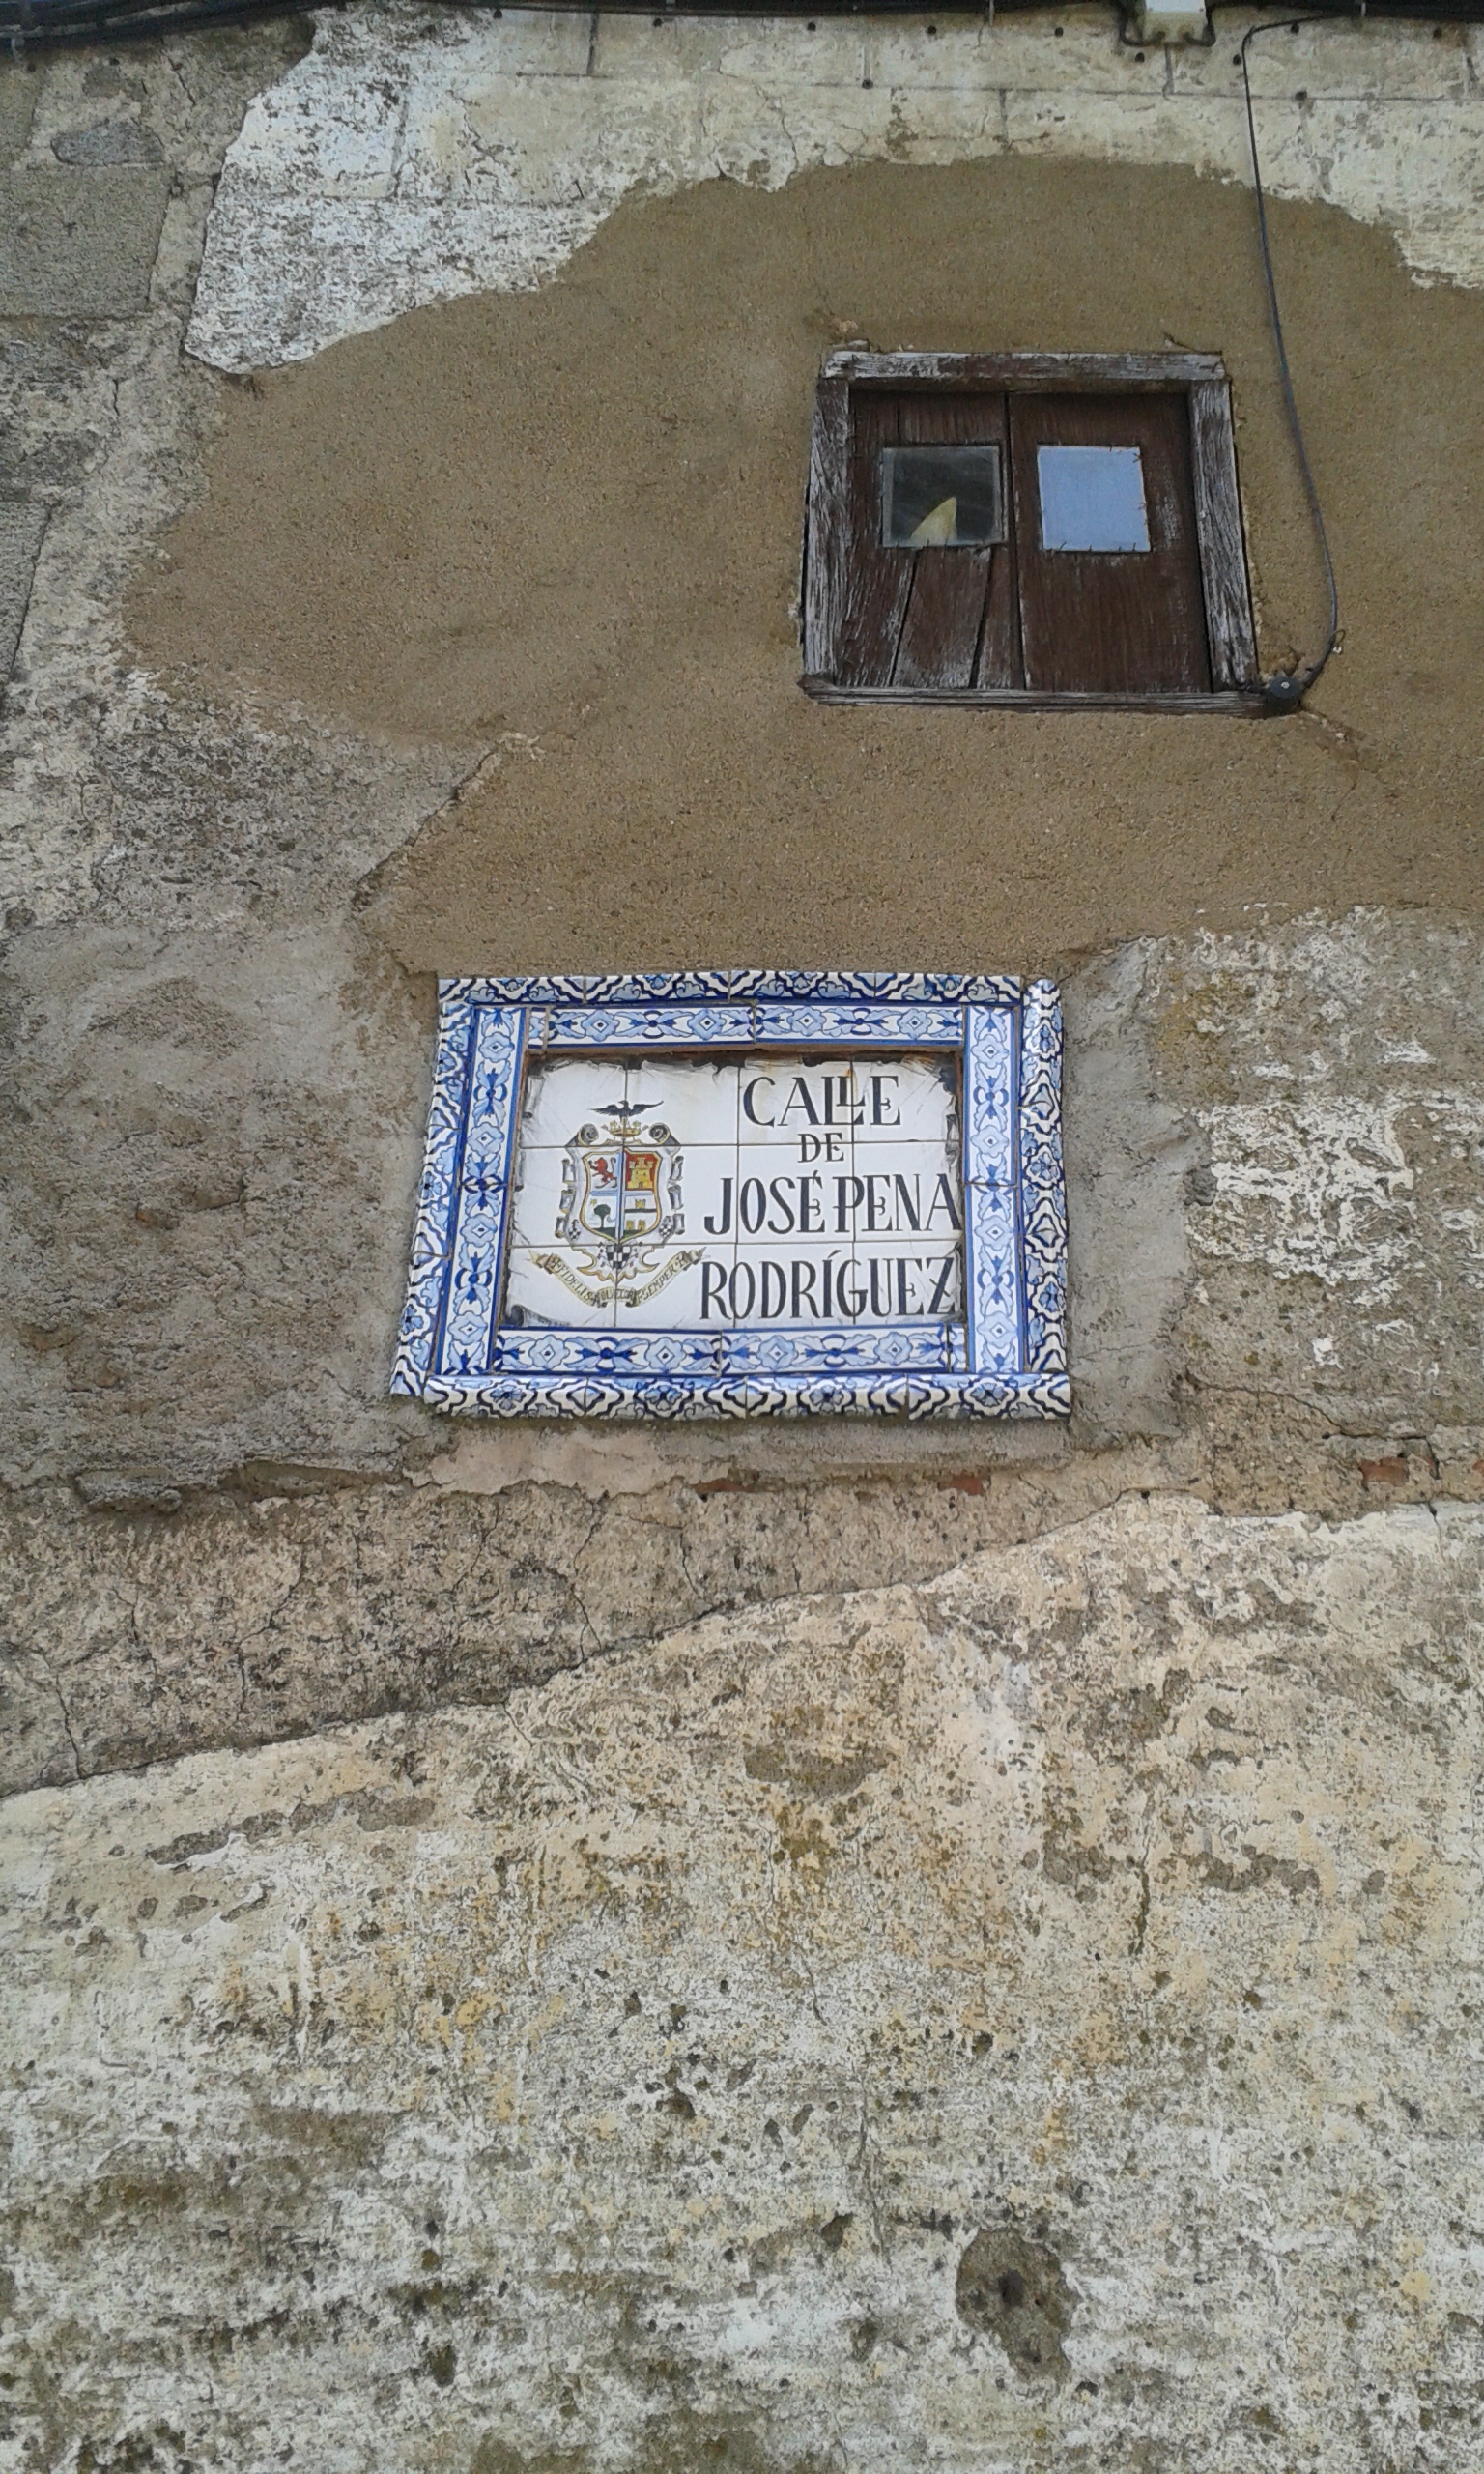 CALLE
DE
JOSÉ PENA
RODRÍGUEZ